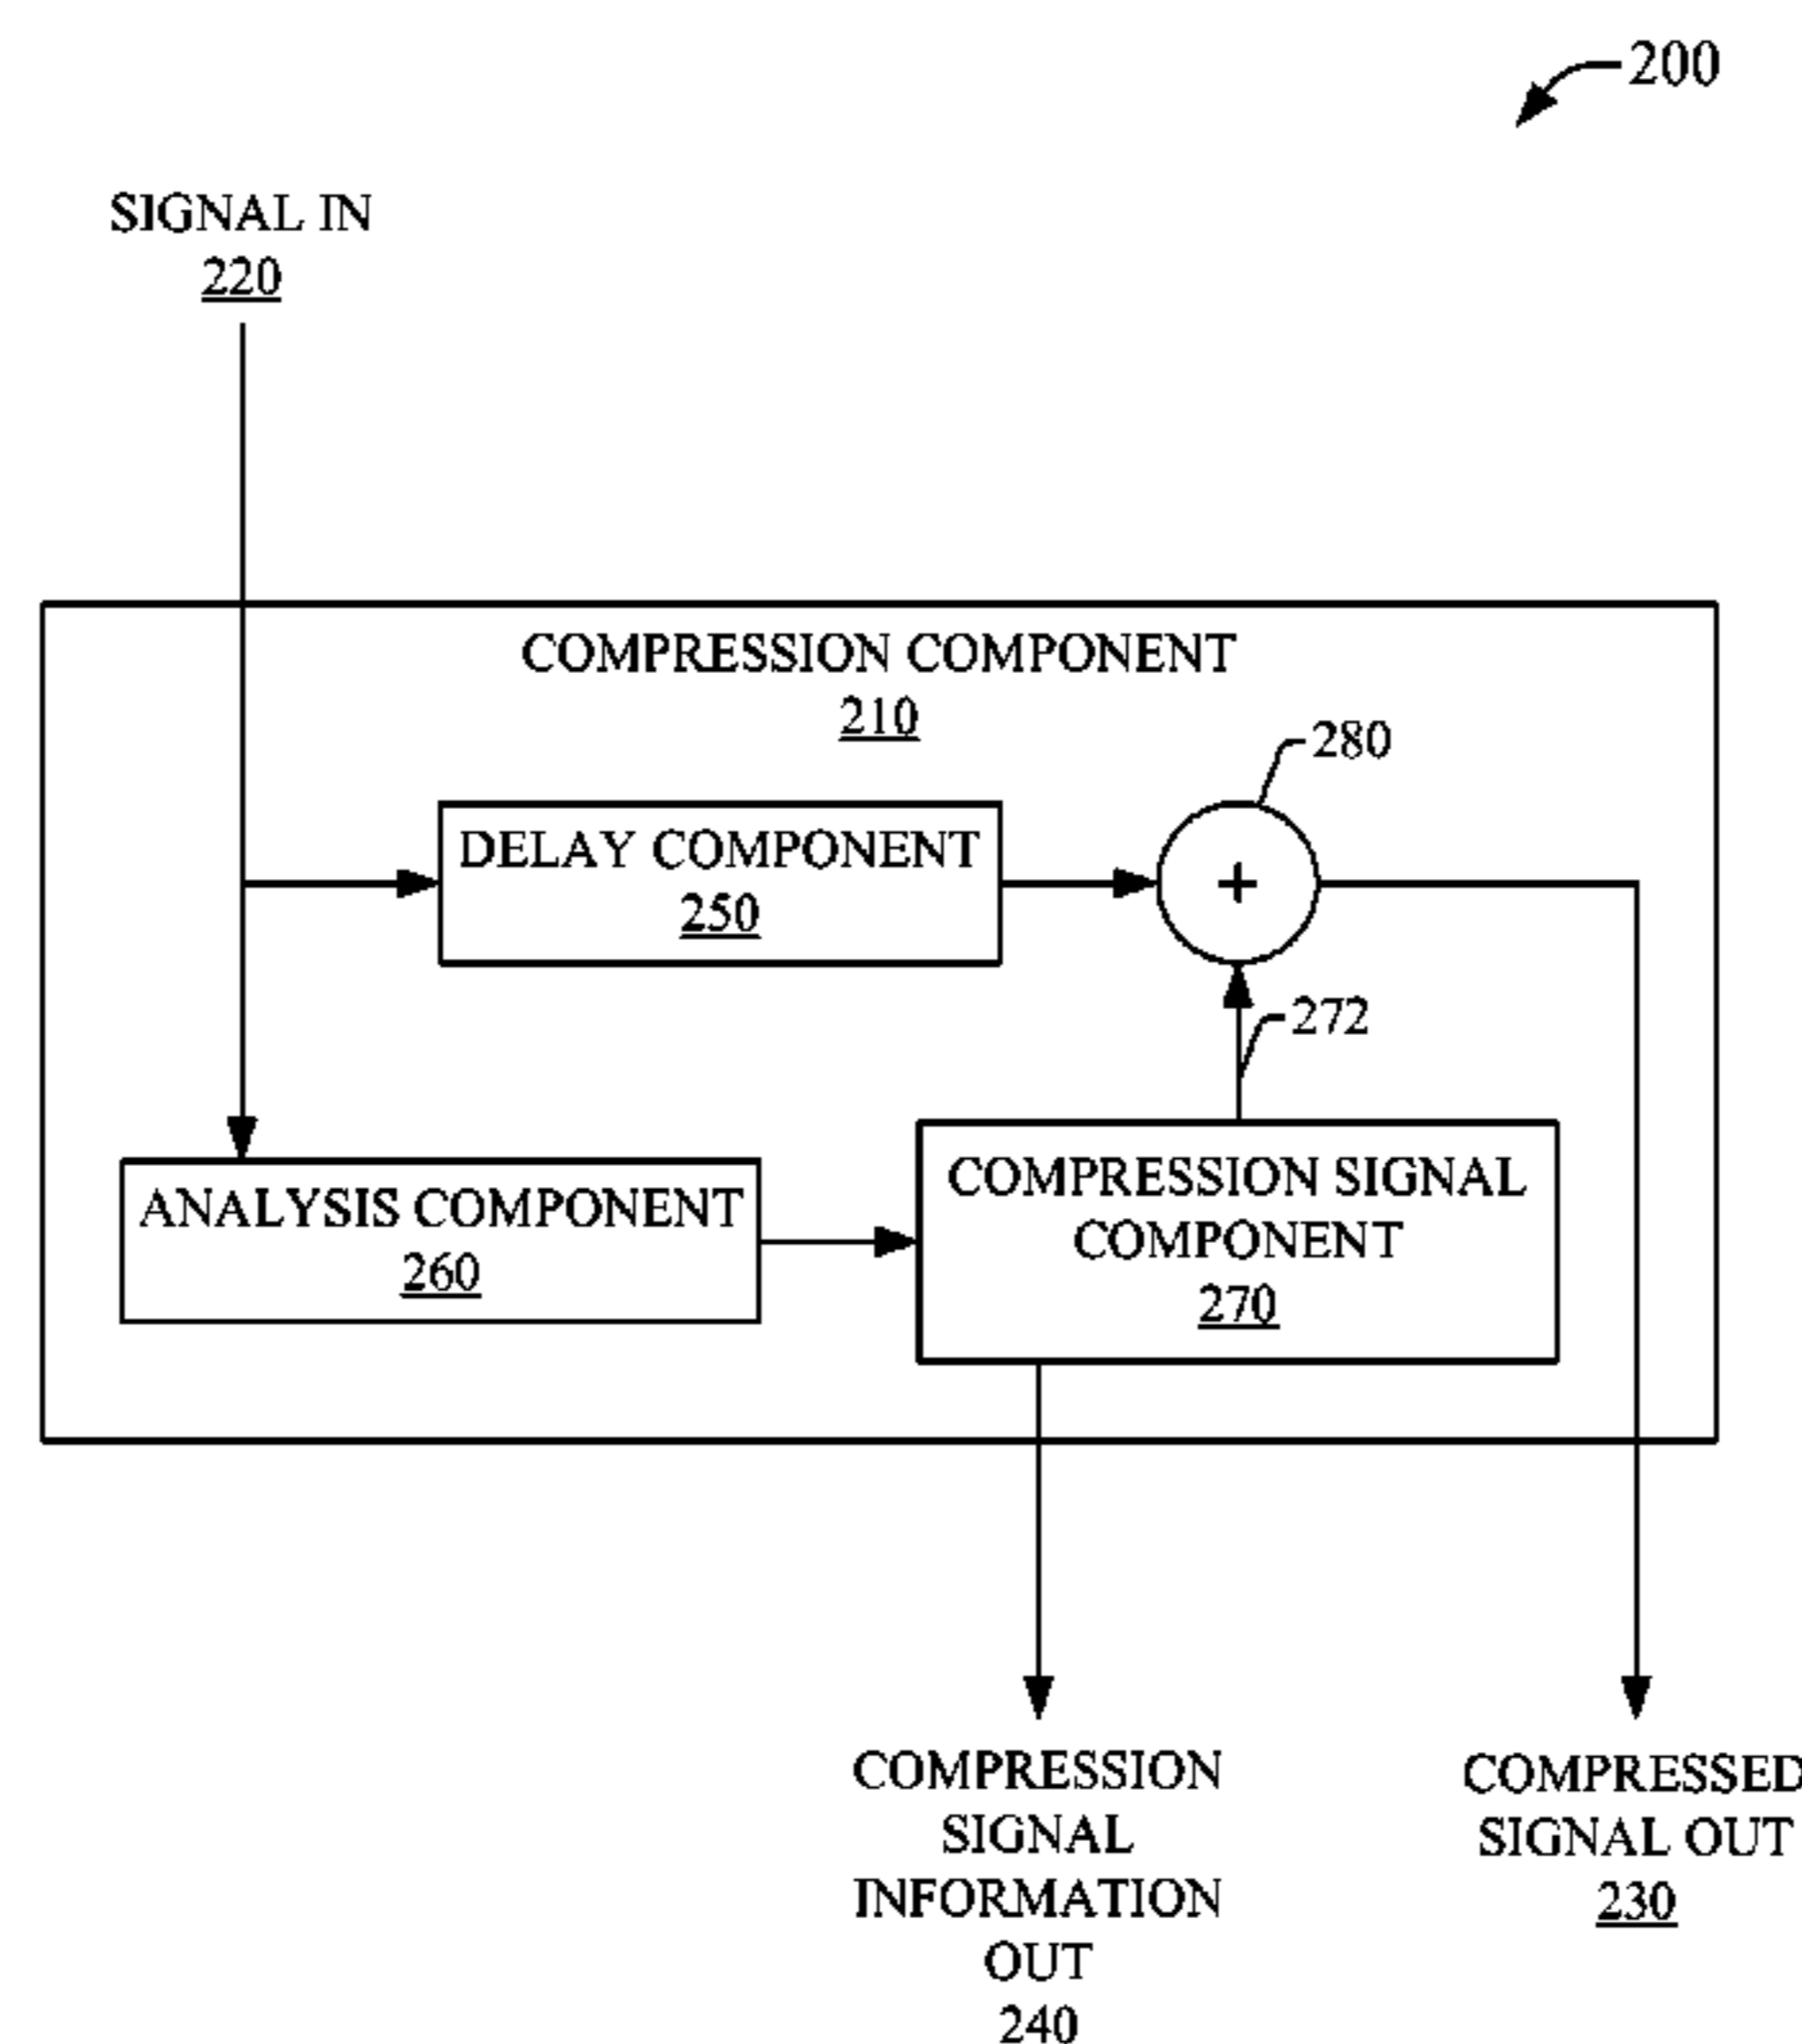 200
SIGNAL IN
220
COMPRESSION COMPONENT
210
280
DELAY COMPONENT
250
+
272
ANALYSIS COMPONENT
260
COMPRESSION SIGNAL
COMPONENT
270
COMPRESSION
SIGNAL
INFORMATION
OUT
240
COMPRESSED
SIGNAL OUT
230